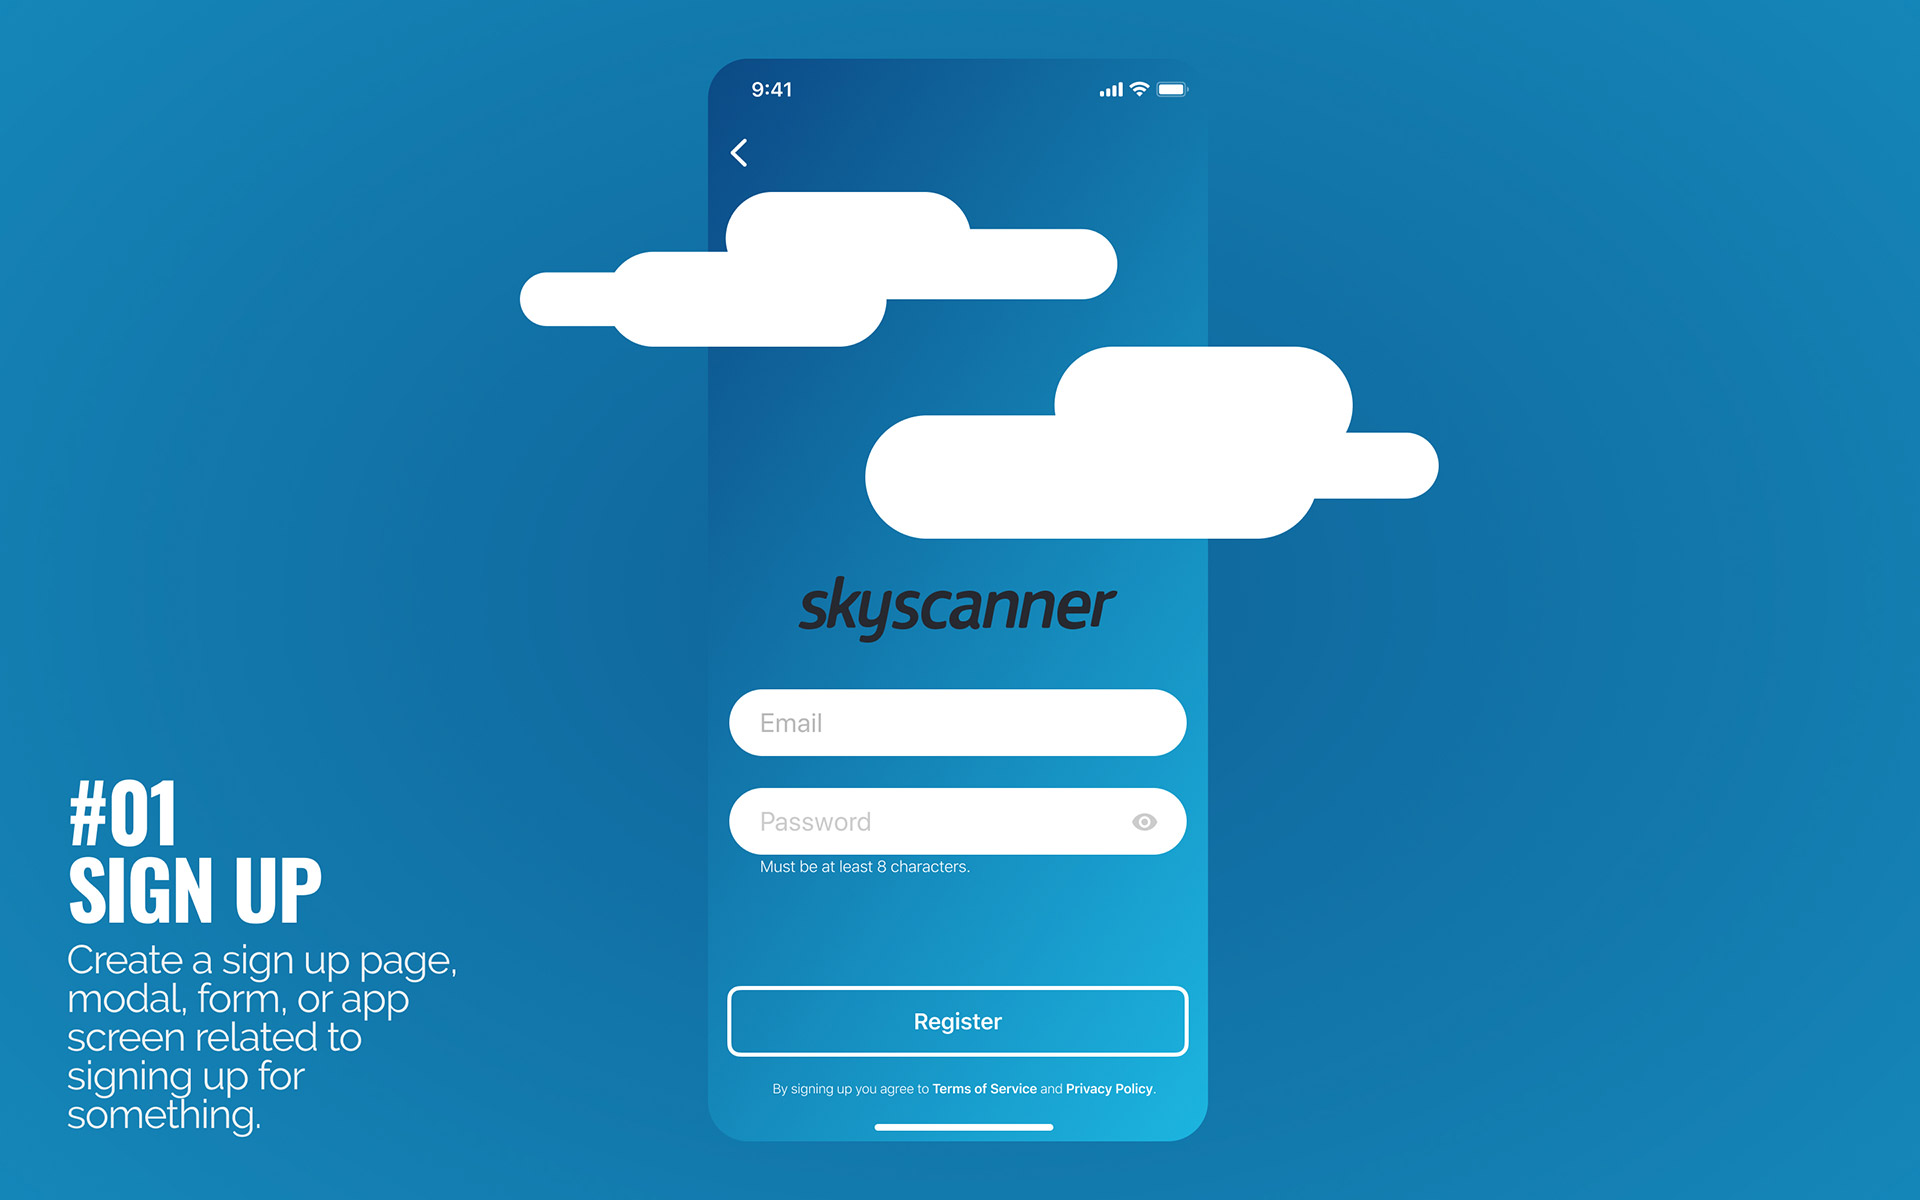 9:41
skyscanner
Email
Password
Must be at least 8 characters.
Register
By signing up you agree to Terms of Service and Privacy Policy.
#01
SIGN UP
Create a sign up page,
modal, form, or app
screen related to
signing up for
something.